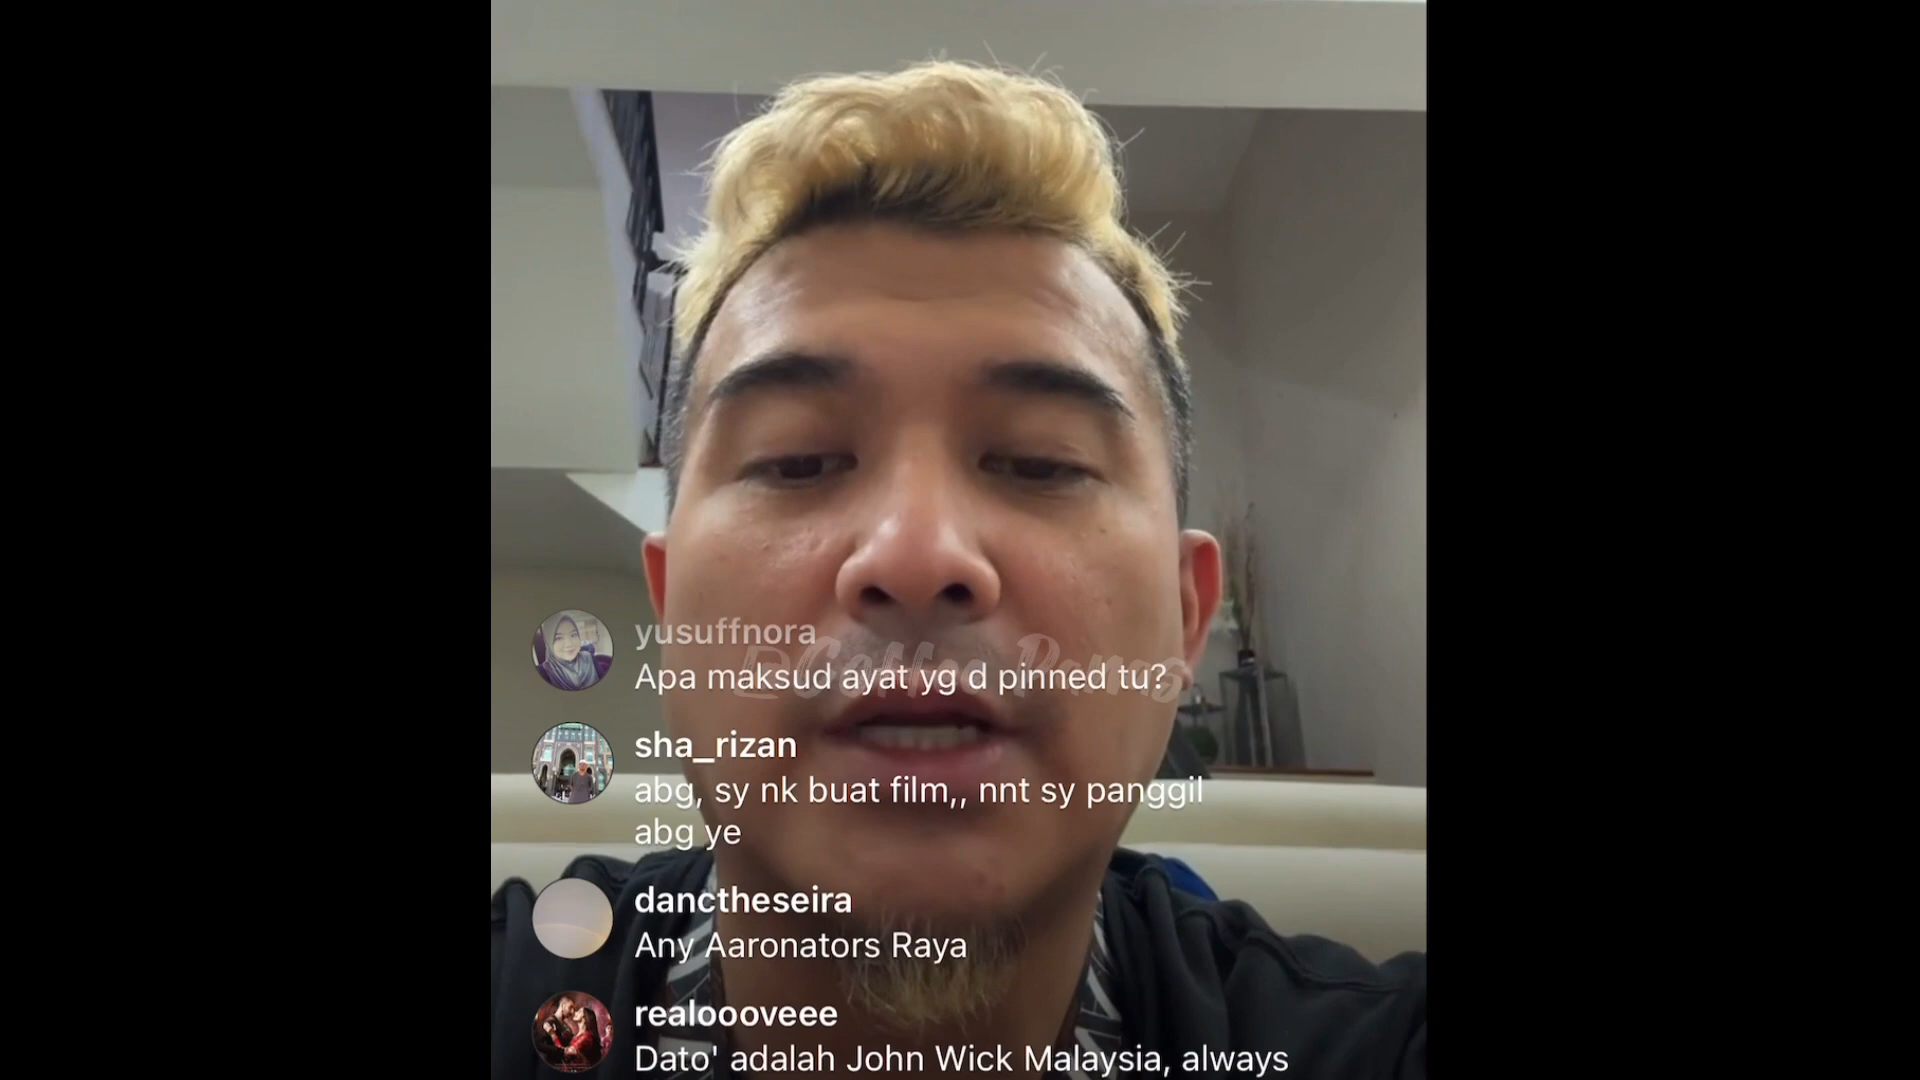 yusuffnora
Apa maksud ayat yg d pinned tu?
sha_rizan
abg, sy nk buat film,, nnt sy panggil
abg ye
danctheseira
Any Aaronators Raya
realoooveee
Dato' adalah John Wick Malaysia, always